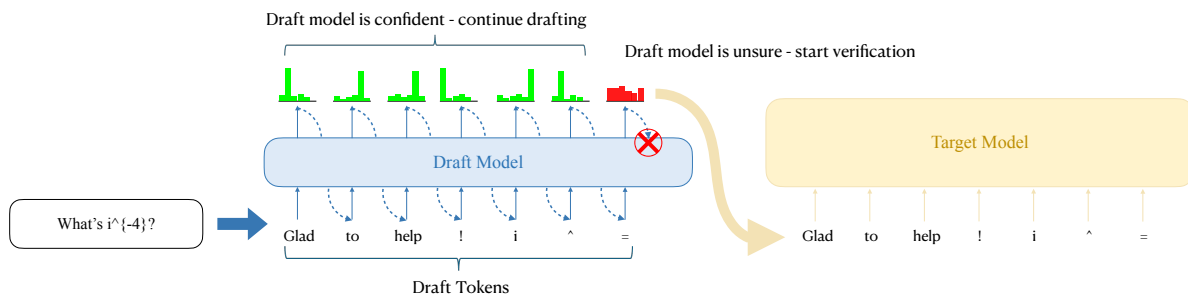 Draft model is confident - continue drafting
Draft model is unsure - start verification
Draft Model
Target Model
What's i^{-4}?
Glad to help ! i ^ =
Glad to help ! i ^ =
Draft Tokens